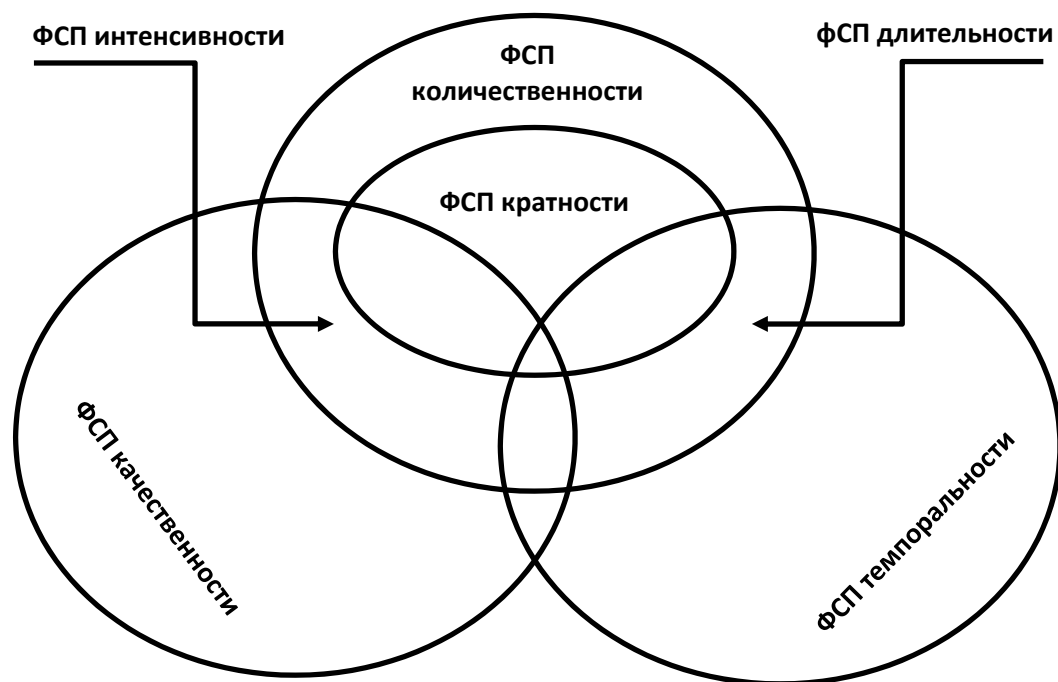 ФСП интенсивности
ФСП
количественности
фСП длительности
ФСП кратности
ФСП качественности
ФСП темпоральности